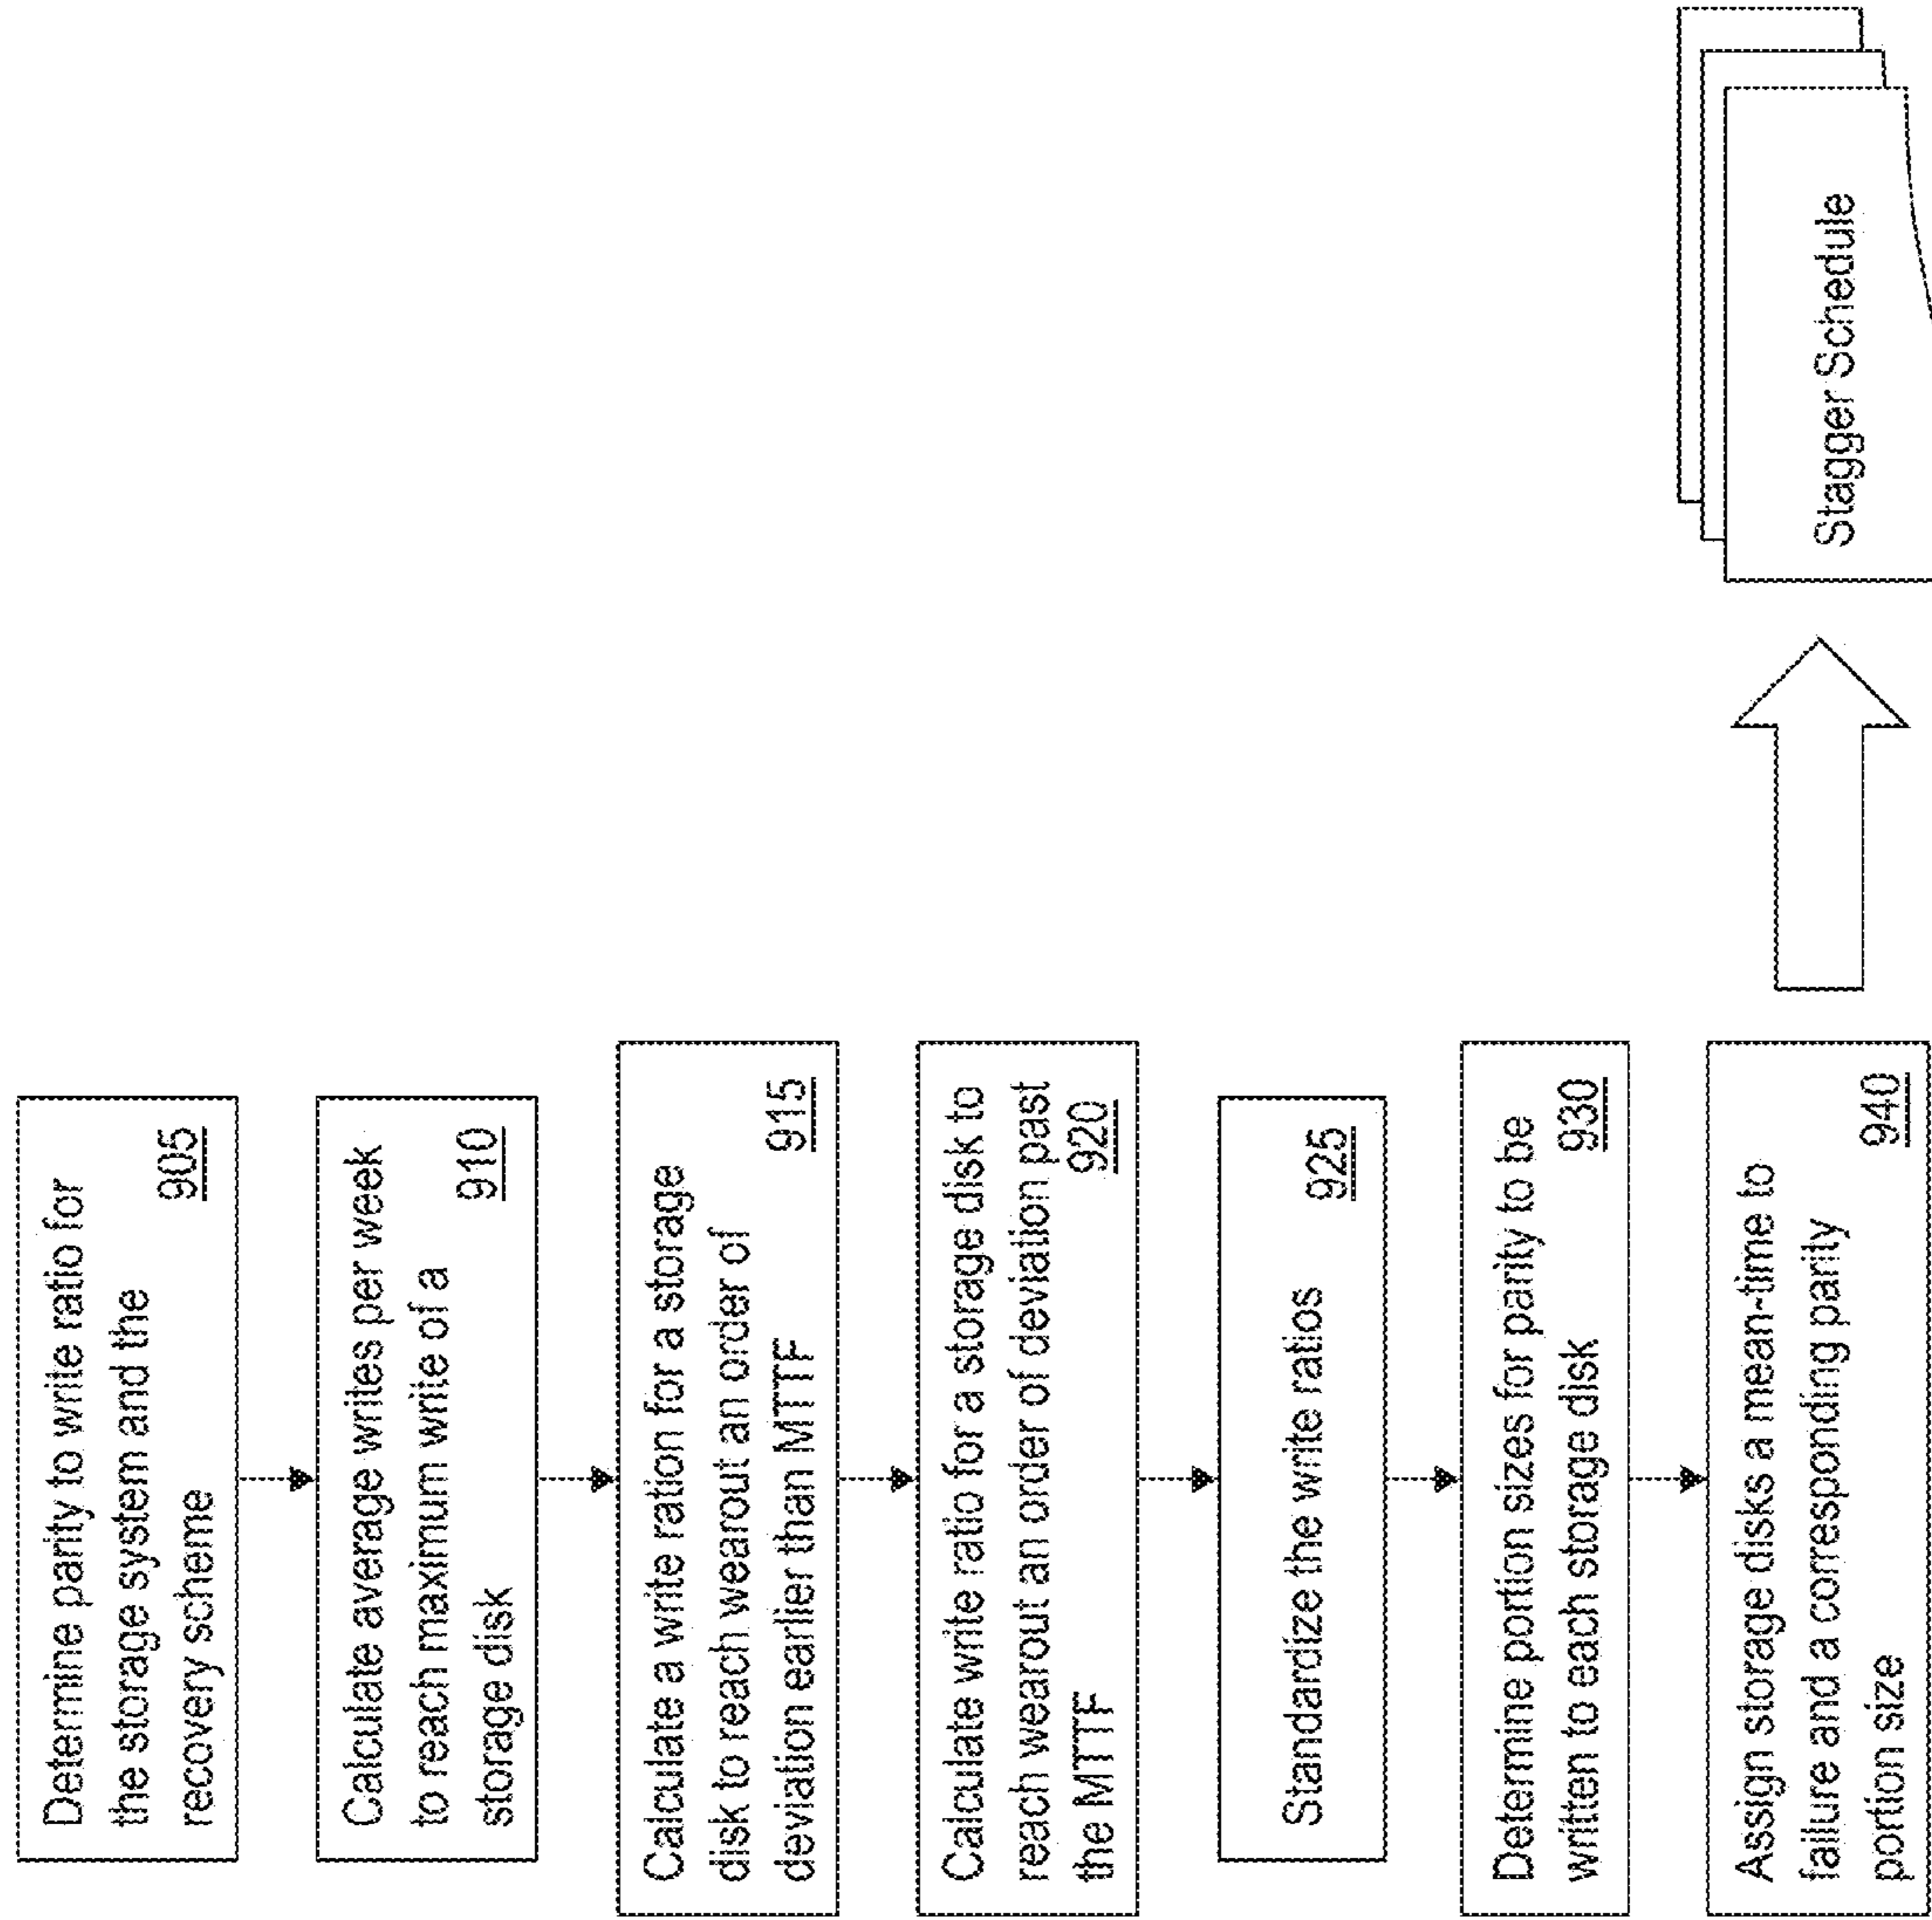 Determine parity to write ratio for
the storage system and the
recovery scheme
905
Calculate average writes per week
to reach maximum write of a
storage disk
910
Calculate a write ration for a storage
disk to reach wearout an order of
deviation earlier than MTTF
915
Calculate write ratio for a storage disk to
reach wearout an order of deviation past
the MTTF
920
Standardize the write ratios
925
Determine portion sizes for parity to be
written to each storage disk
930
Assign storage disks a mean-time to
failure and a corresponding parity
portion size
940
Stagger Schedule